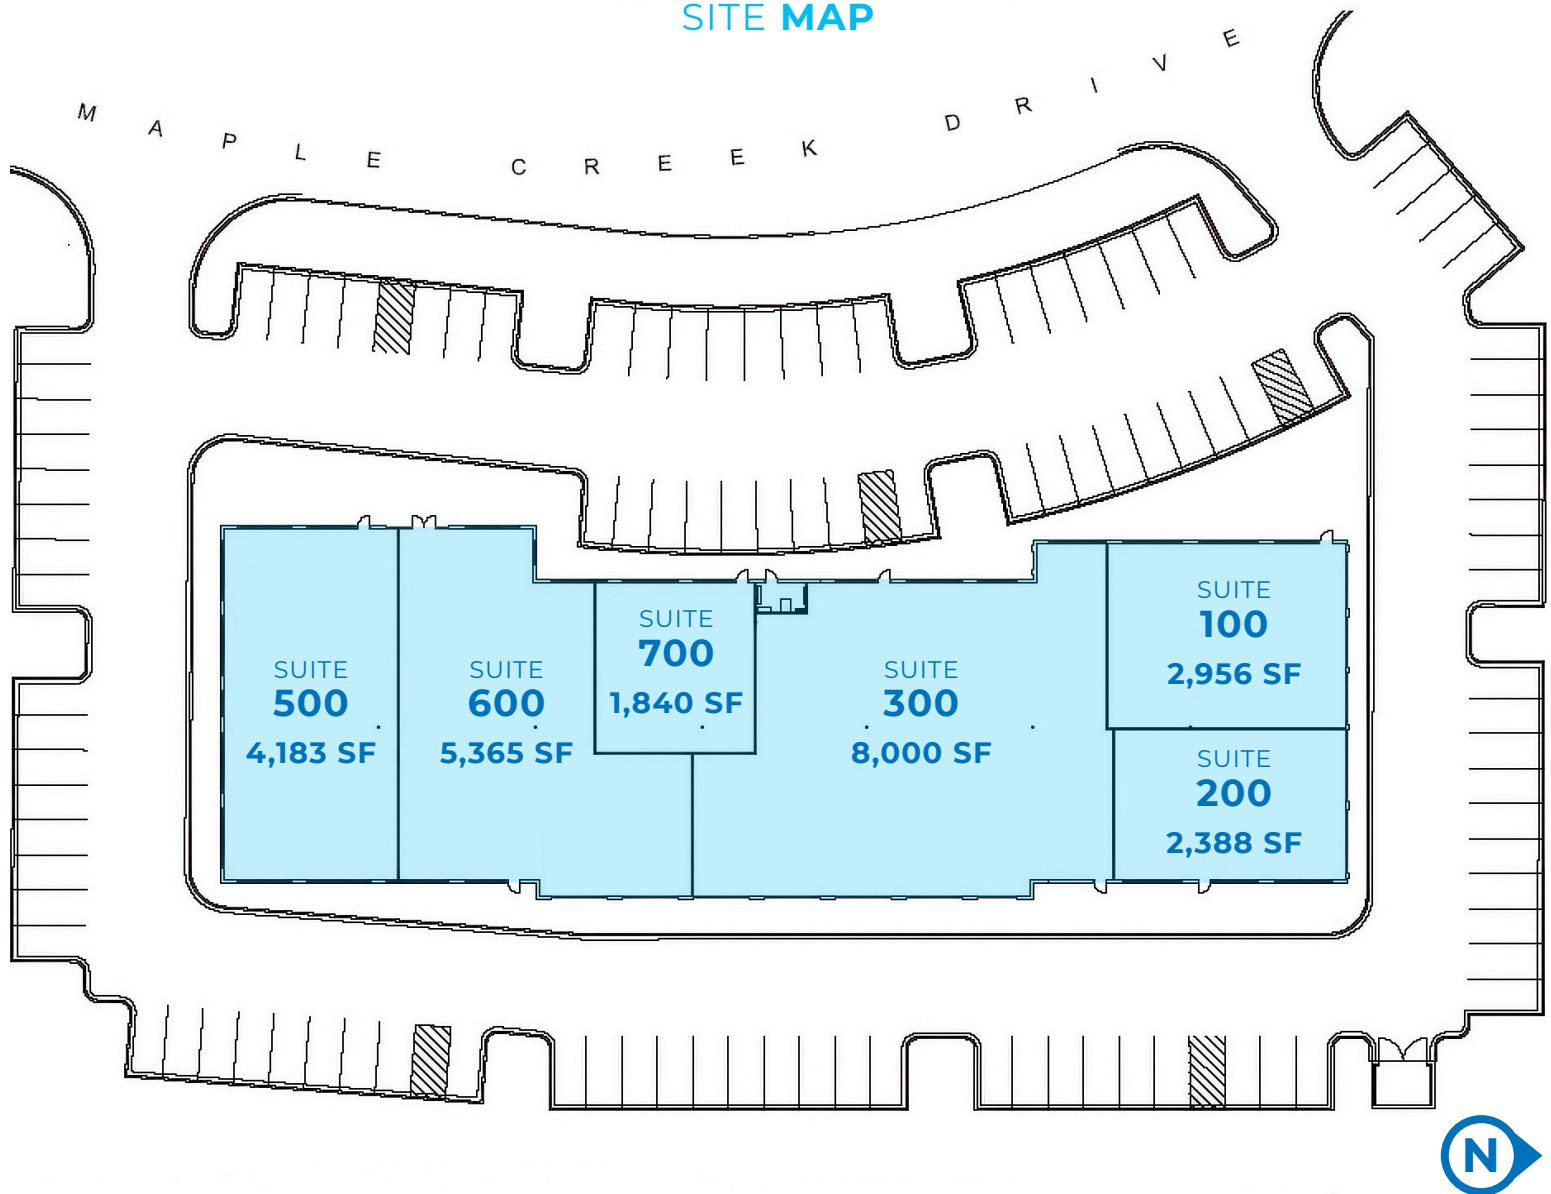 SITE MAP
MAPLE CREEK DRIVE
SUITE
500
4,183 SF
SUITE
600
5,365 SF
SUITE
700
1,840 SF
SUITE
300
8,000 SF
SUITE
100
2,956 SF
SUITE
200
2,388 SF
N